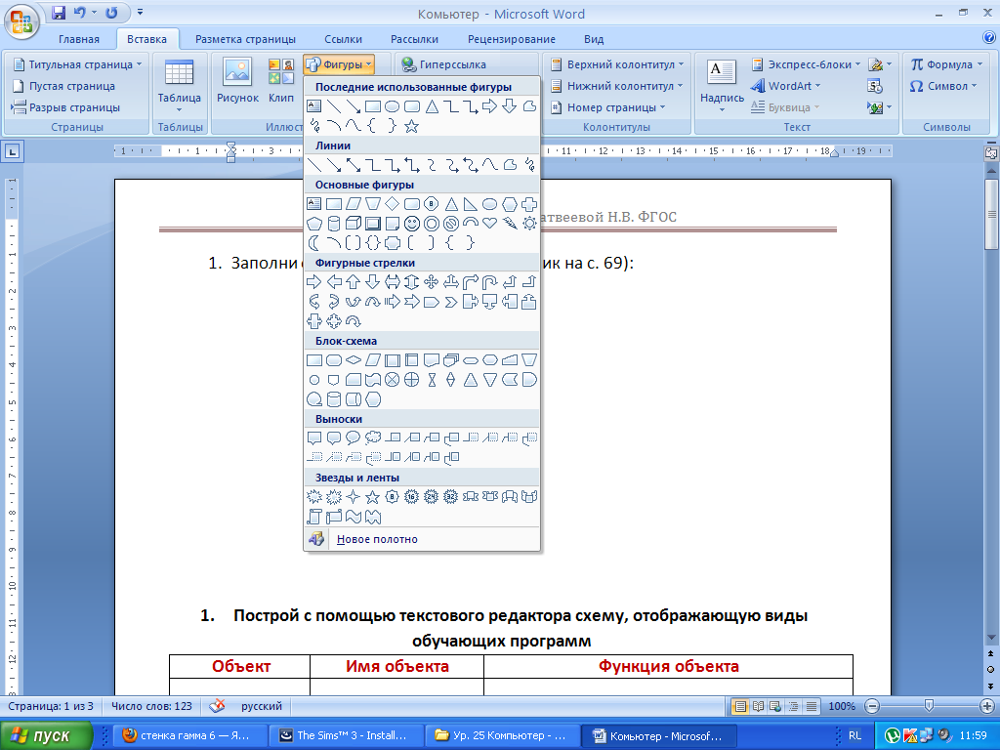 Комьютер - Microsoft Word
Главная Вставка Разметка страницы Ссылки Рассылки Рецензирование Вид
Титульная страница
Пустая страница
Разрыв страницы
Страницы
Таблица
Таблицы
Рисунок
Клип
Иллюст
Фигуры
Гиперссылка
Верхний колонтитул
Нижний колонтитул
Номер страницы
Колонтитулы
Надпись
Экспресс-блоки
WordArt
Буквица
Текст
Формула
Символ
Символы
Последние использованные фигуры
Линии
Основные фигуры
Фигурные стрелки
Блок-схема
Выноски
Звезды и ленты
Новое полотно
атвеевой Н.В. ФГОС
1. Заполни ик на с. 69):
1. Построй с помощью текстового редактора схему, отображающую виды
обучающих программ
Объект Имя объекта Функция объекта
Страница: 1 из 3 Число слов: 123 русский 100%
пуск стенка гамма 6 — Я... The Sims™ 3 - Install... Ур. 25 Компьютер - ... Комьютер - Microsof... RL 11:59